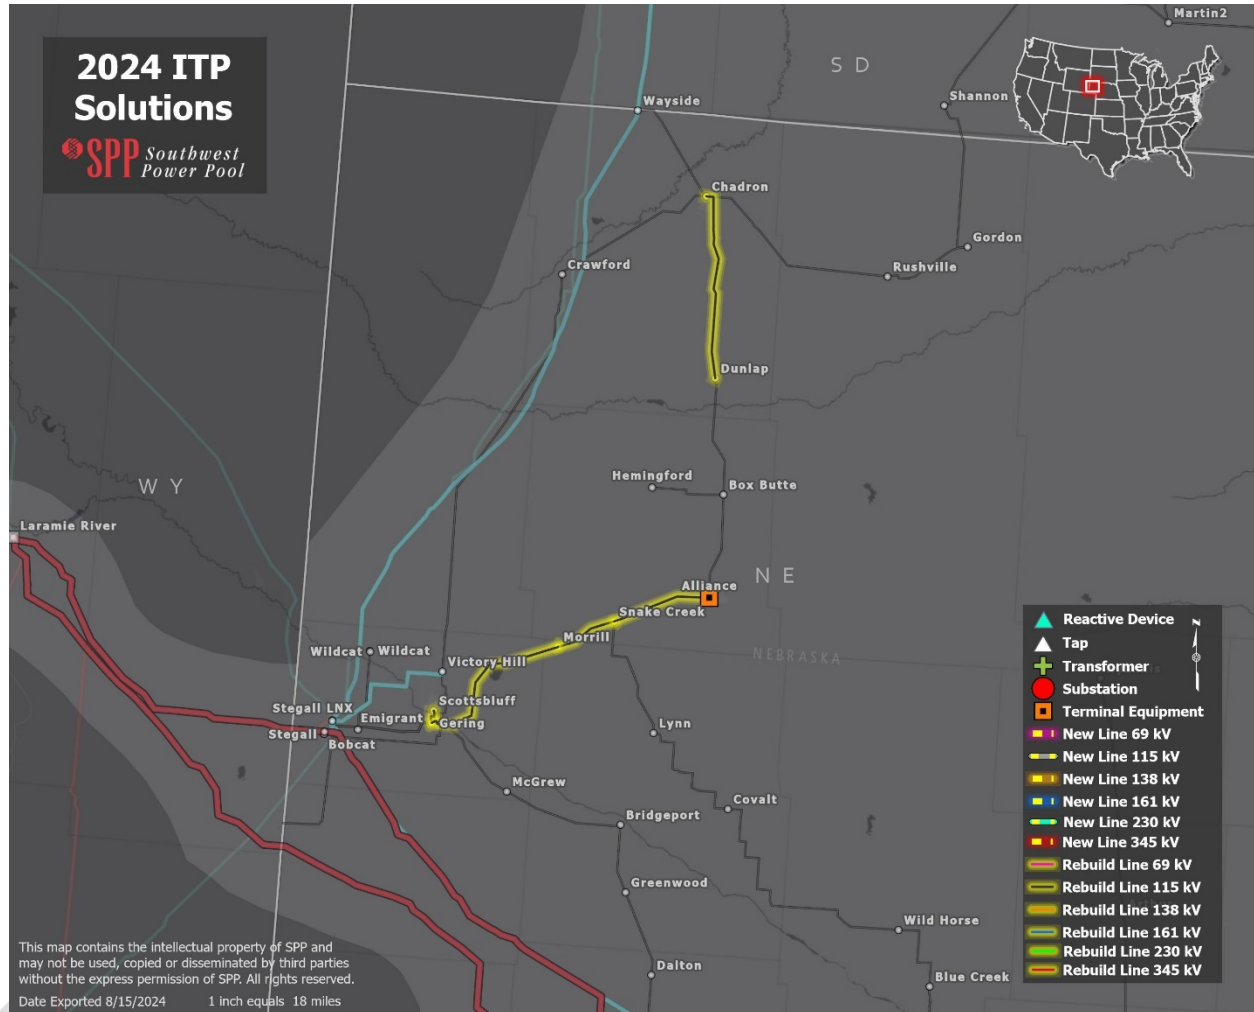 2024 ITP
Solutions
SPP Southwest
Power Pool
Martin2
S D
Wayside
Shannon
Chadron
Gordon
Crawford
Rushville
Dunlap
Hemingford
Box Butte
W Y
Laramie River
Alliance
N E
Snake Creek
Morrill
NEBRASKA
Wildcat
Wildcat
Victory Hill
Scottsbluff
Stegall LNX
Emigrant
Gering
Stegall
Bobcat
Lynn
McGrew
Covalt
Bridgeport
Greenwood
Wild Horse
Dalton
Blue Creek
N
Reactive Device
Tap
Transformer
Substation
Terminal Equipment
New Line 69 kV
New Line 115 kV
New Line 138 kV
New Line 161 kV
New Line 230 kV
New Line 345 kV
Rebuild Line 69 kV
Rebuild Line 115 kV
Rebuild Line 138 kV
Rebuild Line 161 kV
Rebuild Line 230 kV
Rebuild Line 345 kV
This map contains the intellectual property of SPP and
may not be used, copied or disseminated by third parties
without the express permission of SPP. All rights reserved.
Date Exported 8/15/2024 1 inch equals 18 miles